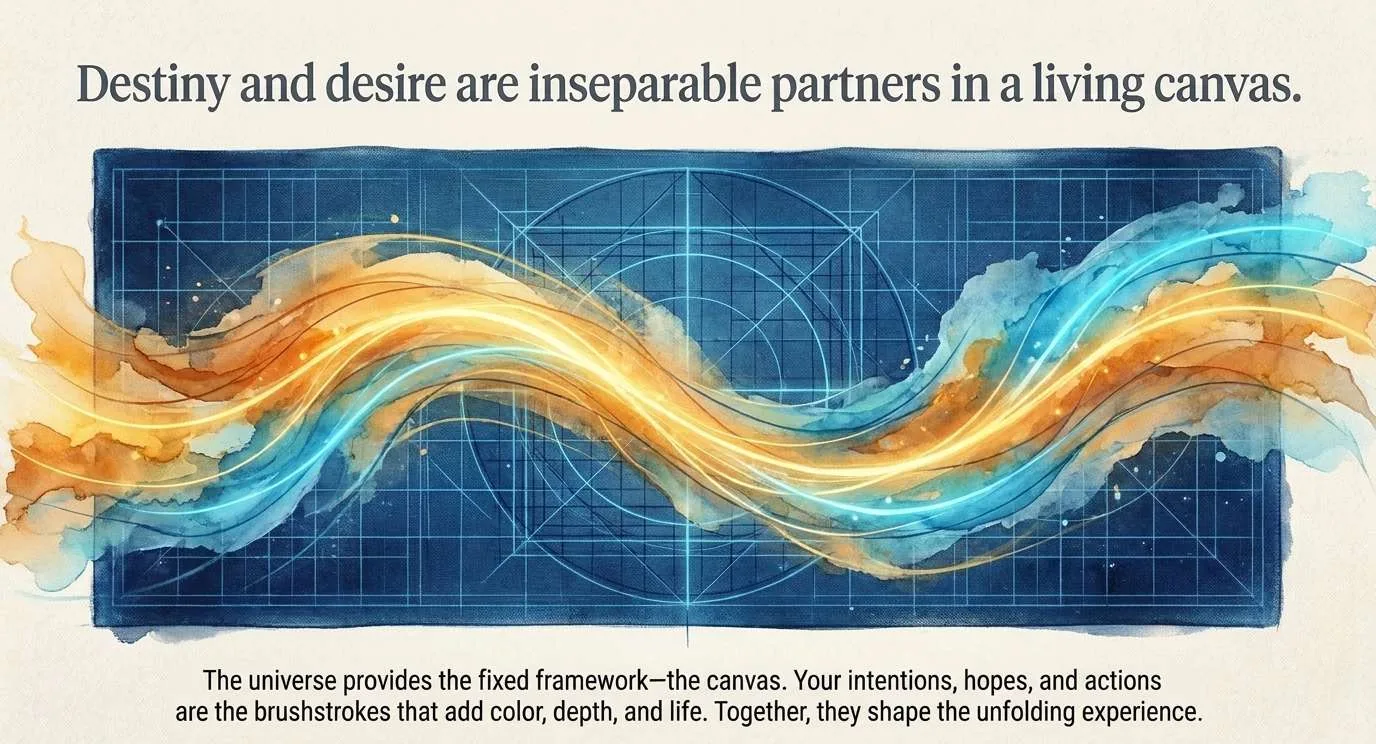 Destiny and desire are inseparable partners in a living canvas.
The universe provides the fixed framework—the canvas. Your intentions, hopes, and actions
are the brushstrokes that add color, depth, and life. Together, they shape the unfolding experience.